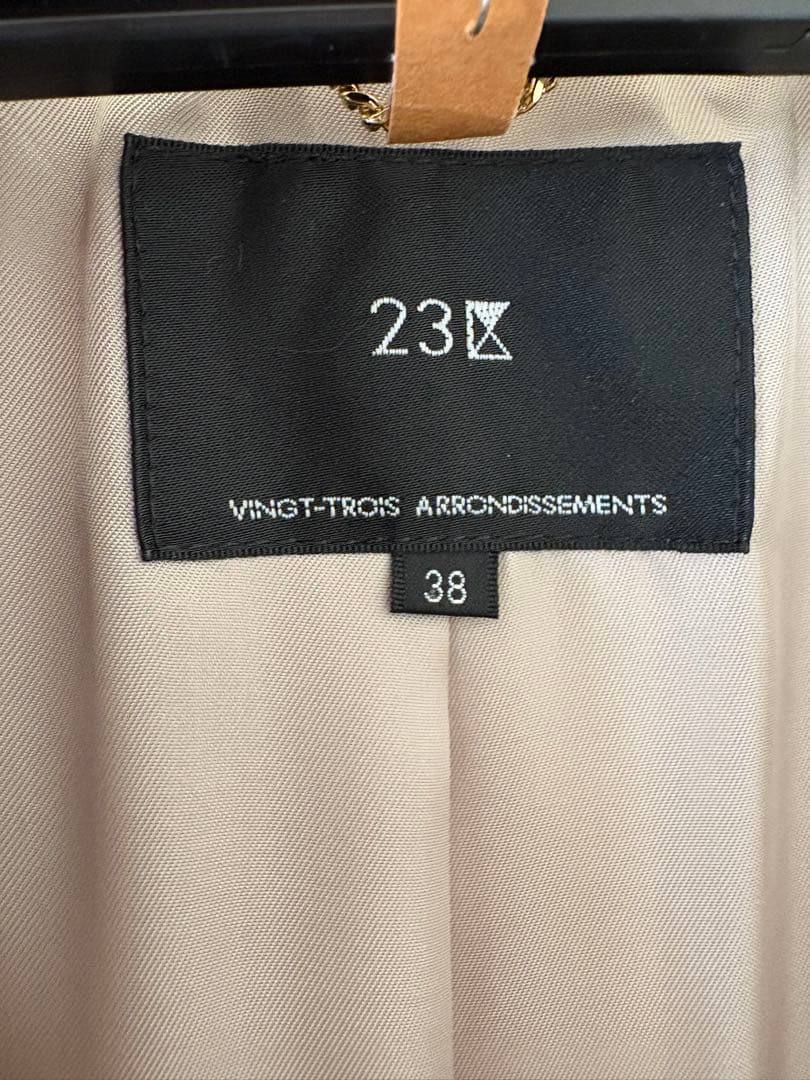 23区
VINGT-TROIS ARRONDISSEMENTS
38